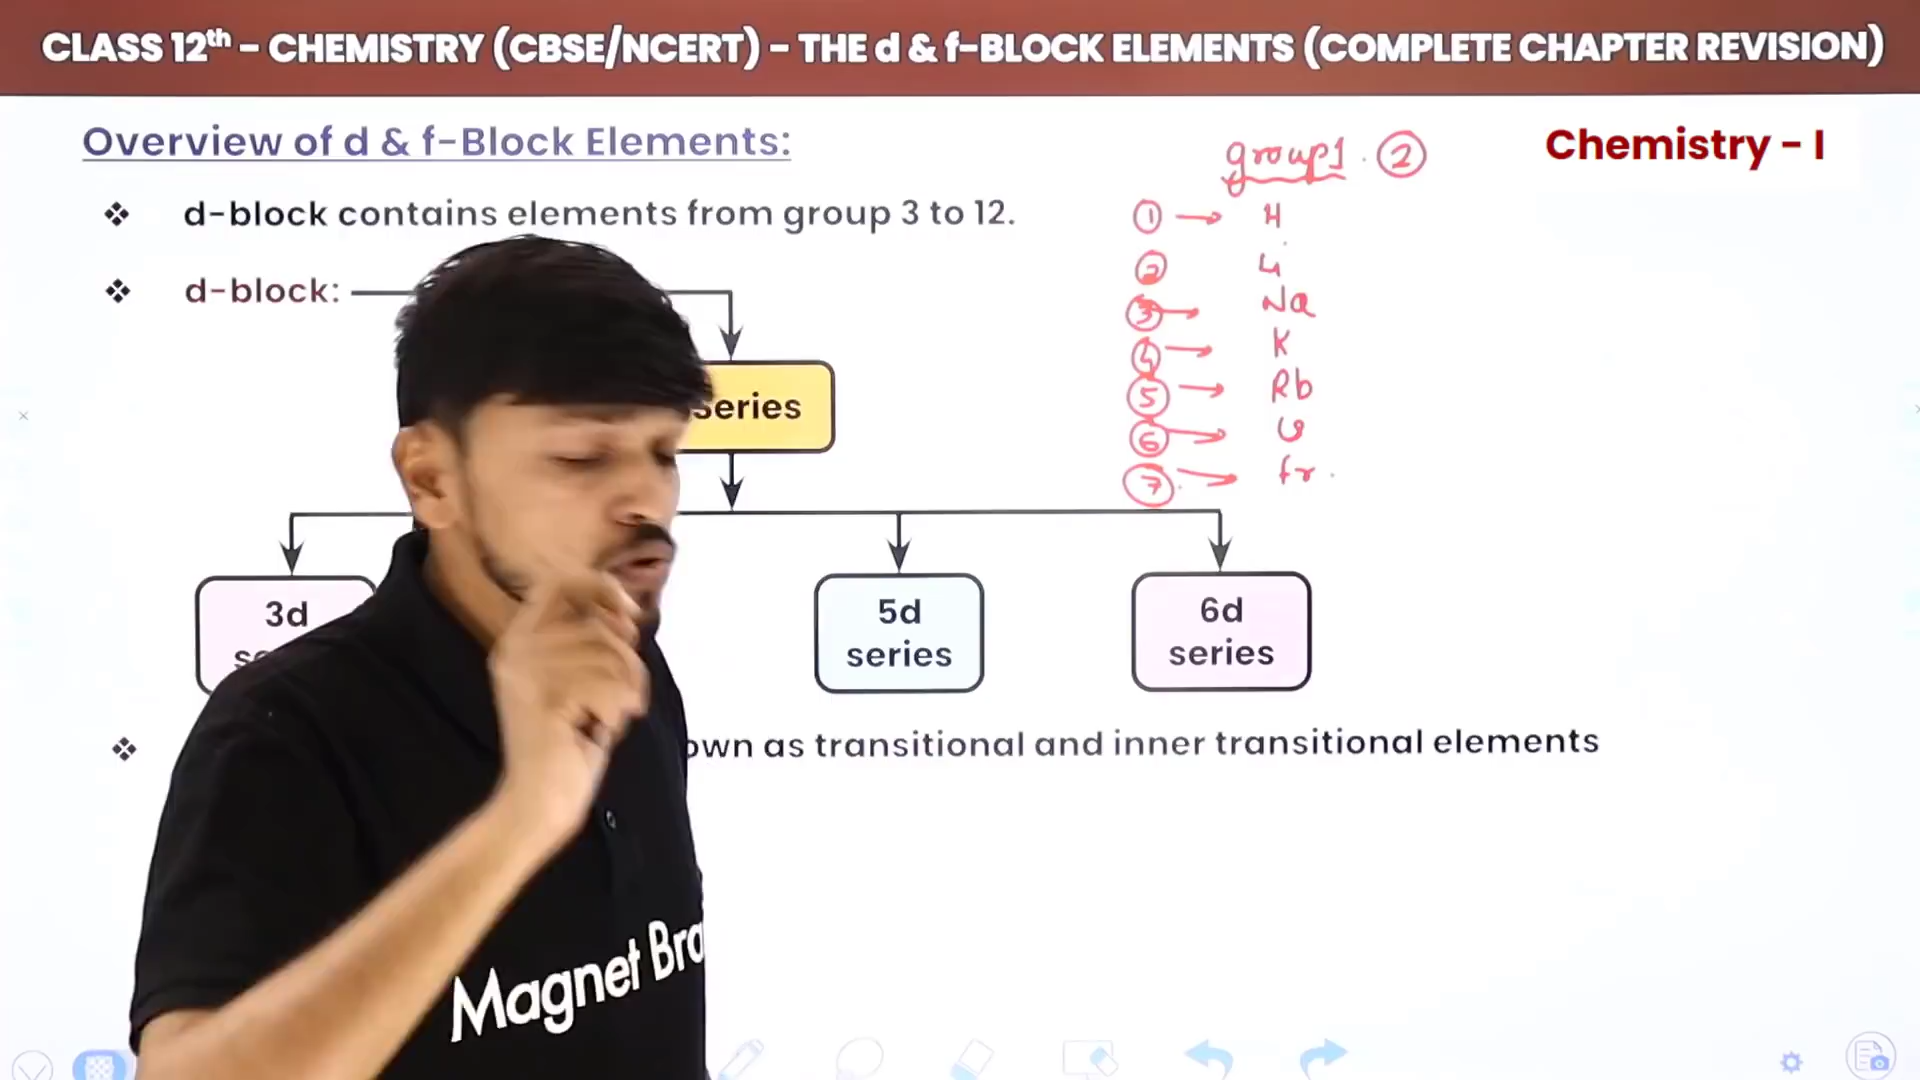 CLASS 12th – CHEMISTRY (CBSE/NCERT) – THE d & f–BLOCK ELEMENTS (COMPLETE CHAPTER REVISION)
Overview of d & f-Block Elements:
Chemistry - I
group1. 2
d-block contains elements from group 3 to 12.
1 → H
2 Li
d-block:
3 → Na
4 → K
5 → Rb
series
6 →
7 → fr
3d
5d series
6d series
own as transitional and inner transitional elements
Magnet Bra